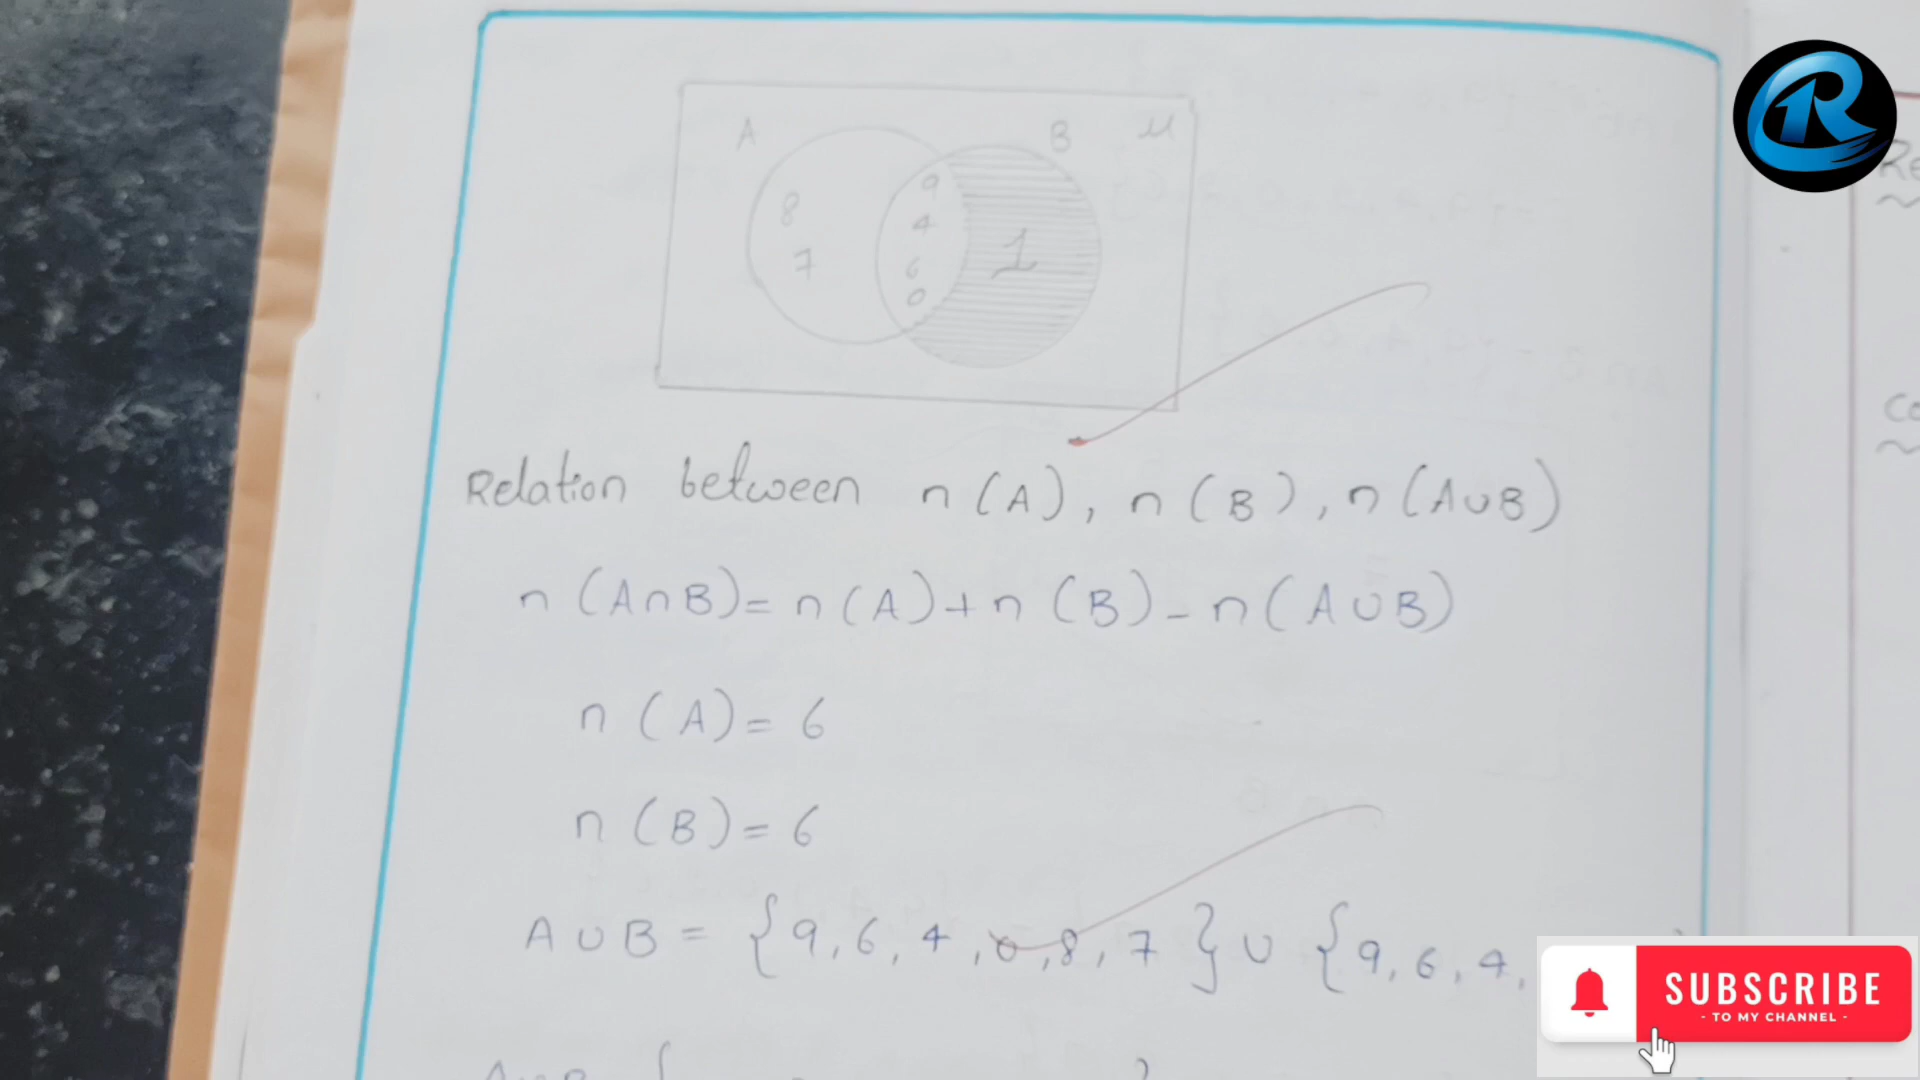 A B μ
8 9
4 1
7 6
0
Relation between n(A), n(B), n(A∪B)
n(A∩B)= n(A)+n(B)-n(A∪B)
n(A)= 6
n(B)= 6
A∪B = {9,6,4,0,8,7}∪{9,6,4,
R
SUBSCRIBE
- TO MY CHANNEL -